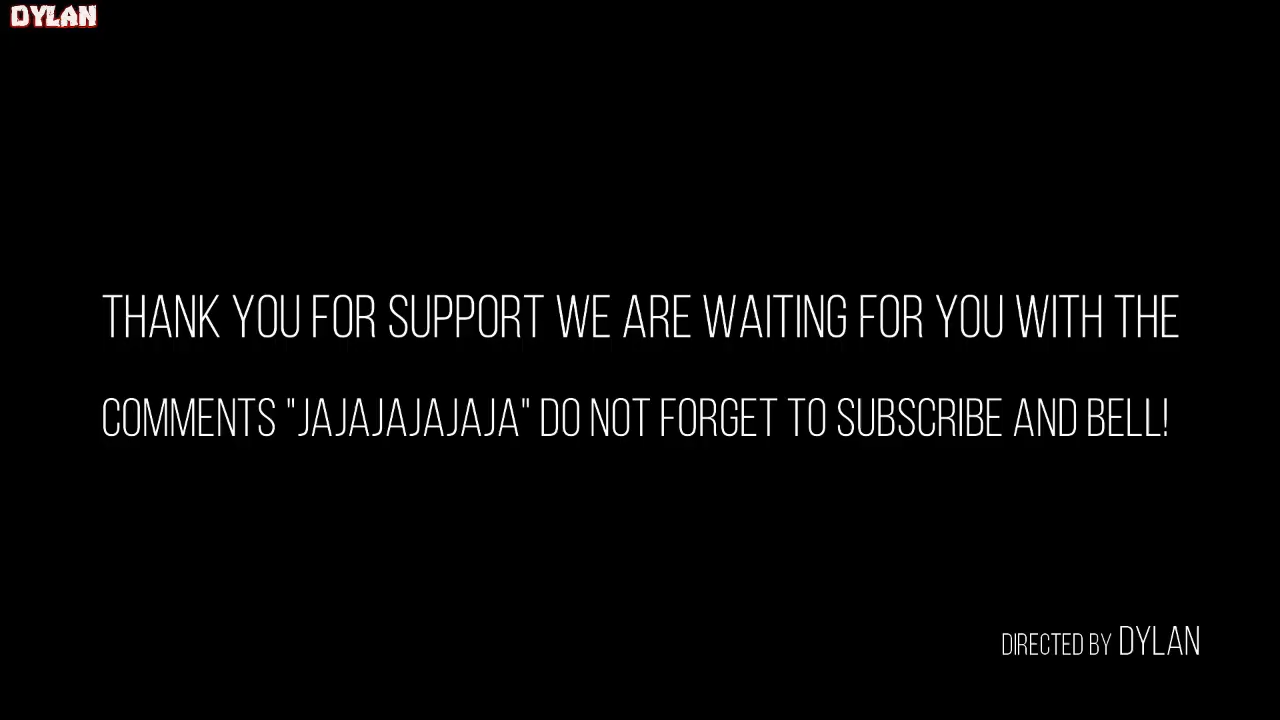 DYLAN
THANK YOU FOR SUPPORT WE ARE WAITING FOR YOU WITH THE
COMMENTS "JAJAJAJAJAJA" DO NOT FORGET TO SUBSCRIBE AND BELL!
DIRECTED BY DYLAN